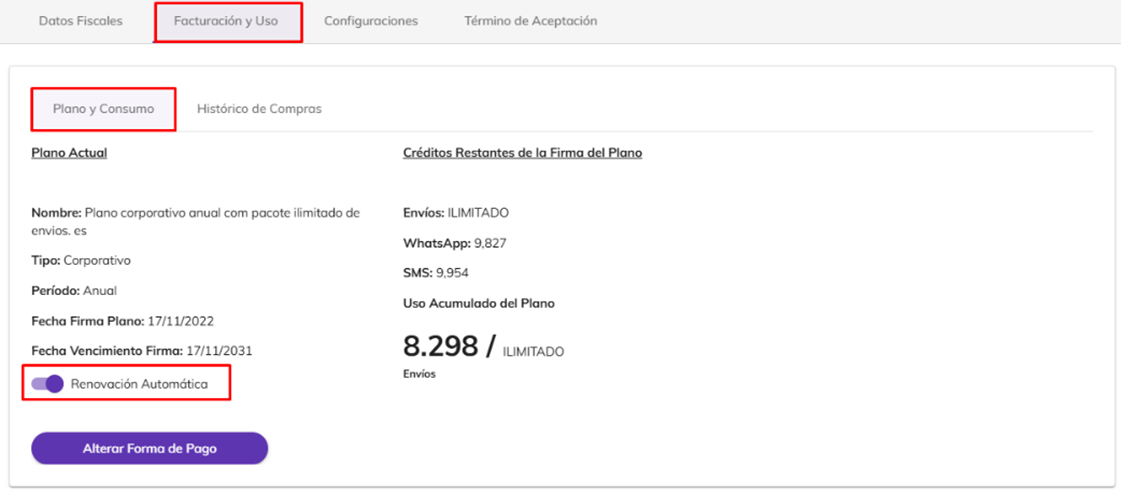 Datos Fiscales
Facturación y Uso
Configuraciones
Término de Aceptación
Plano y Consumo
Histórico de Compras
Plano Actual
Nombre: Plano corporativo anual com pacote ilimitado de
envios. es
Tipo: Corporativo
Período: Anual
Fecha Firma Plano: 17/11/2022
Fecha Vencimiento Firma: 17/11/2031
Renovación Automática
Alterar Forma de Pago
Créditos Restantes de la Firma del Plano
Envíos: ILIMITADO
WhatsApp: 9,827
SMS: 9,954
Uso Acumulado del Plano
8.298 / ILIMITADO
Envíos